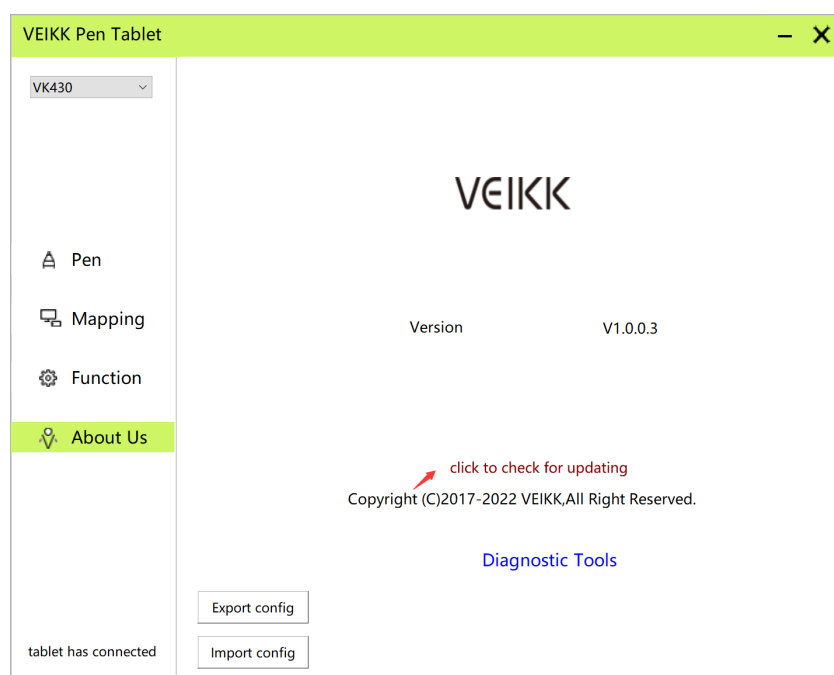 VEIKK Pen Tablet
VK430
VEIKK
Pen
Mapping
Version V1.0.0.3
Function
About Us
click to check for updating
Copyright (C)2017-2022 VEIKK,All Right Reserved.
Diagnostic Tools
Export config
tablet has connected
Import config